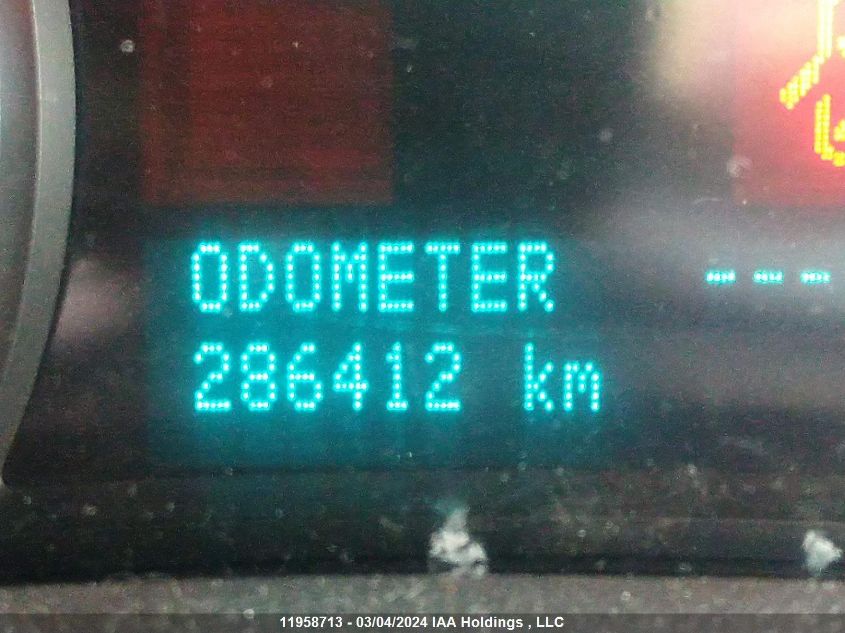 ODOMETER
---
286412 km
11958713 - 03/04/2024 IAA Holdings , LLC